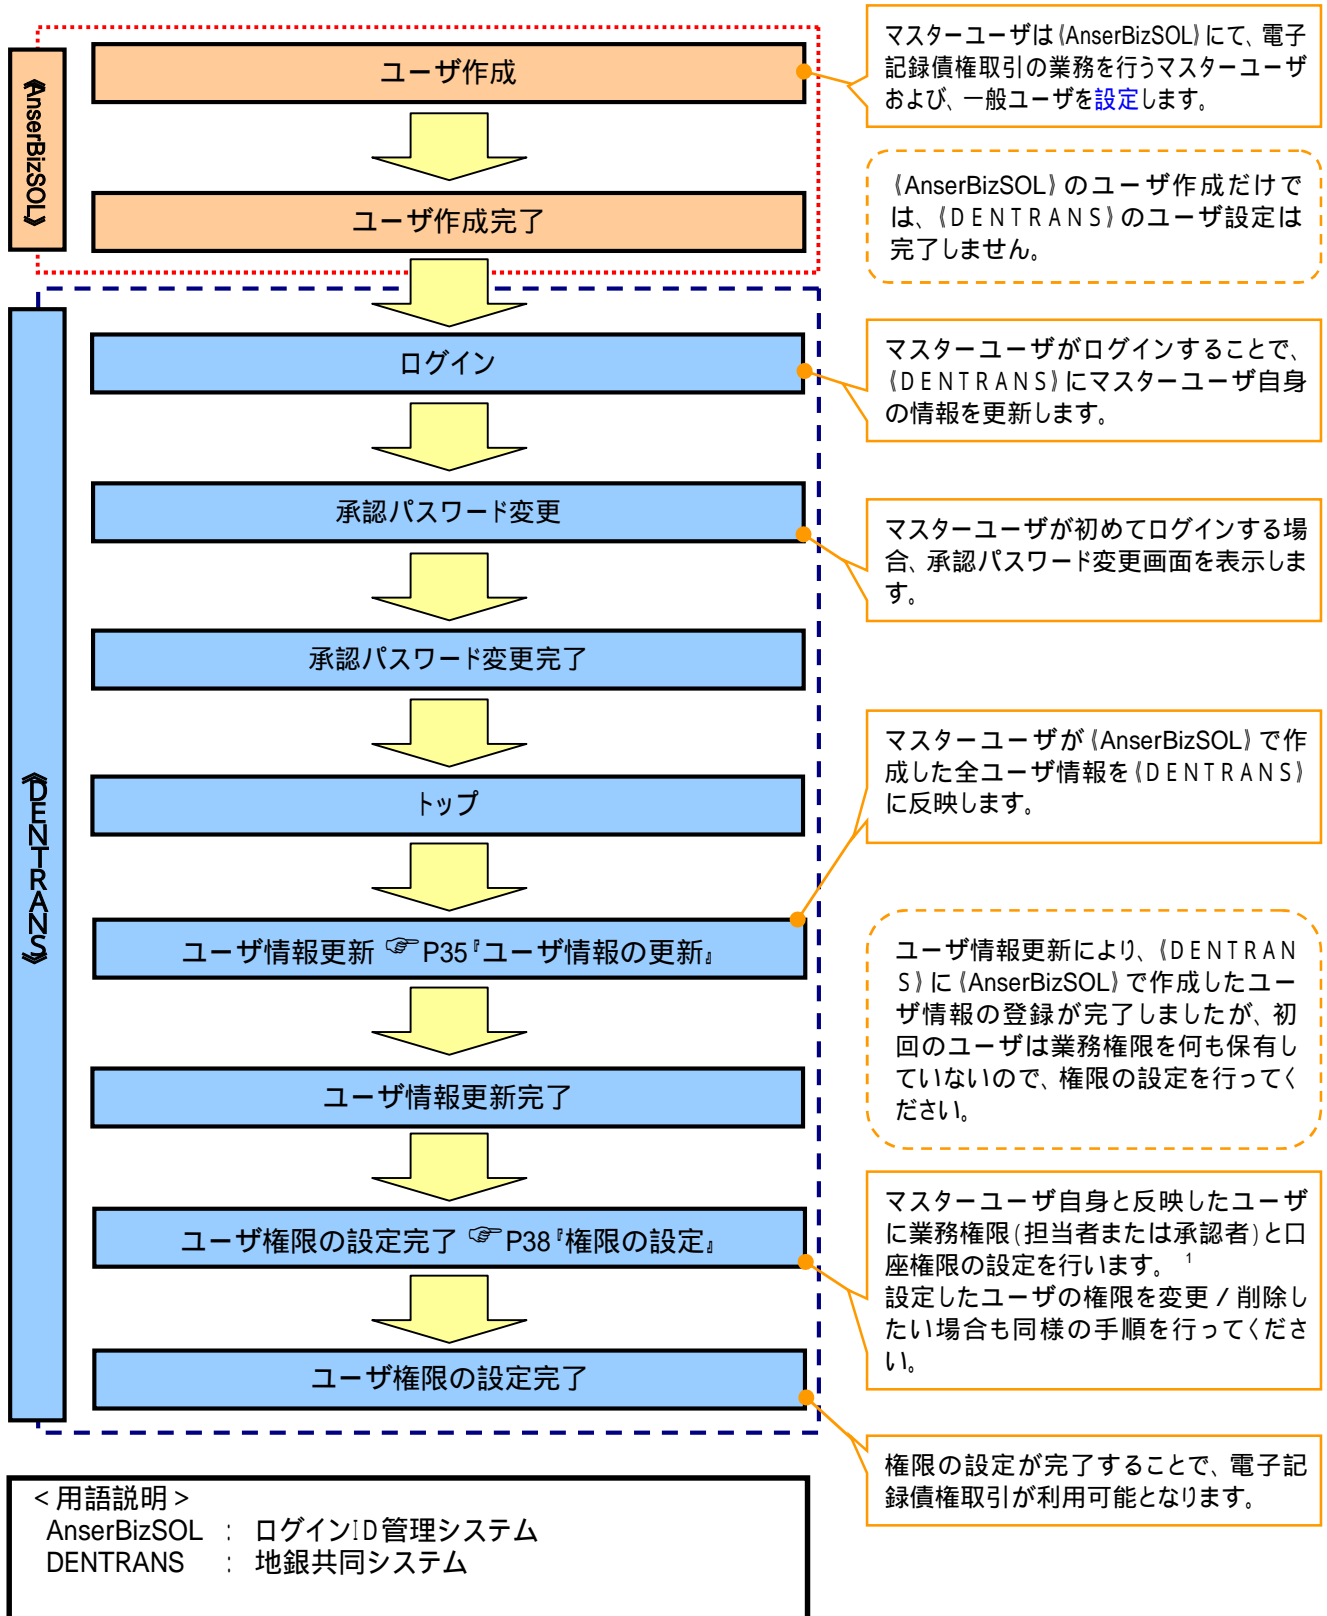 《AnserBizSOL》
ユーザ作成
マスターユーザは《AnserBizSOL》にて、電子
記録債権取引の業務を行うマスターユーザ
および、一般ユーザを設定します。
ユーザ作成完了
《AnserBizSOL》のユーザ作成だけで
は、《DENTRANS》のユーザ設定は
完了しません。
《DENTRANS》
ログイン
マスターユーザがログインすることで、
《DENTRANS》にマスターユーザ自身
の情報を更新します。
承認パスワード変更
マスターユーザが初めてログインする場
合、承認パスワード変更画面を表示しま
す。
承認パスワード変更完了
トップ
マスターユーザが《AnserBizSOL》で作
成した全ユーザ情報を《DENTRANS》
に反映します。
ユーザ情報更新 ☞P35『ユーザ情報の更新』
ユーザ情報更新により、《DENTRAN
S》に《AnserBizSOL》で作成したユー
ザ情報の登録が完了しましたが、初
回のユーザは業務権限を何も保有し
ていないので、権限の設定を行ってく
ださい。
ユーザ情報更新完了
ユーザ権限の設定完了 ☞P38『権限の設定』
マスターユーザ自身と反映したユーザ
に業務権限(担当者または承認者)と口
座権限の設定を行います。 1
設定したユーザの権限を変更/削除し
たい場合も同様の手順を行ってくださ
い。
ユーザ権限の設定完了
権限の設定が完了することで、電子記
録債権取引が利用可能となります。
<用語説明>
AnserBizSOL : ログインID管理システム
DENTRANS : 地銀共同システム